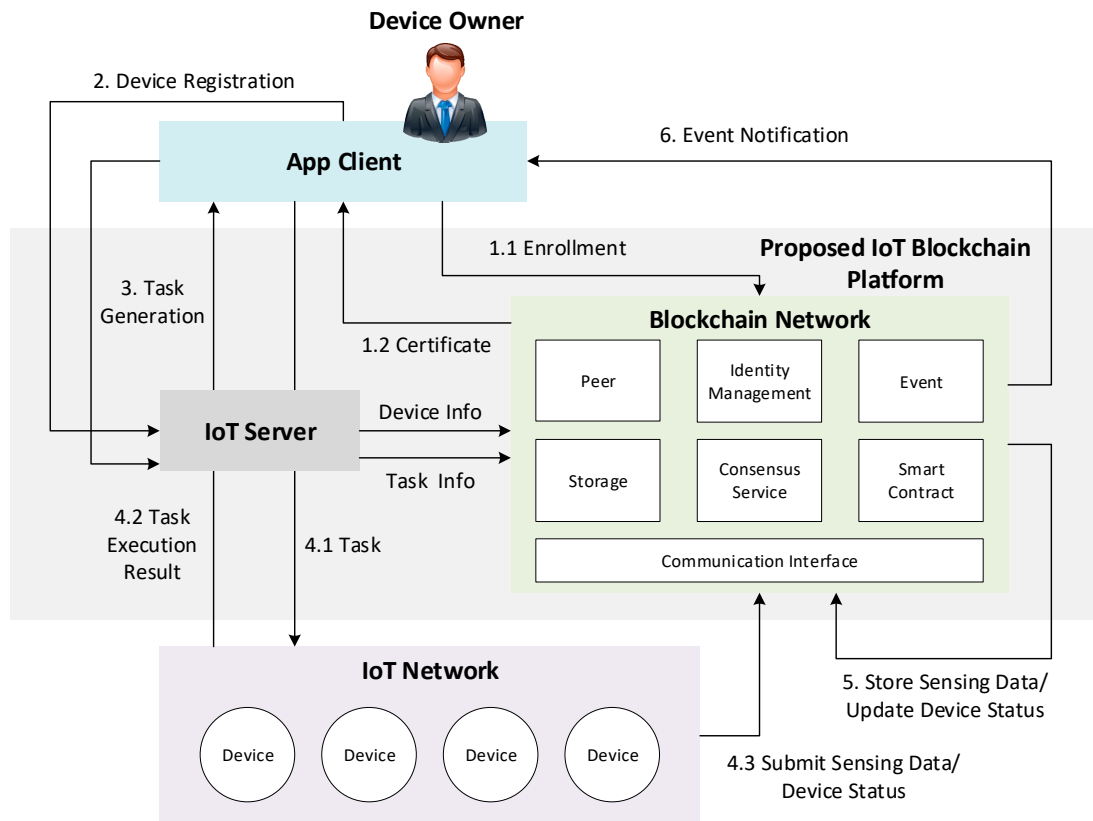 Device Owner
2. Device Registration
6. Event Notification
App Client
1.1 Enrollment
Proposed IoT Blockchain
Platform
3. Task
Generation
1.2 Certificate
Blockchain Network
Peer
Identity
Management
Event
Device Info
IoT Server
Task Info
Storage
Consensus
Service
Smart
Contract
4.2 Task
Execution
Result
4.1 Task
Communication Interface
IoT Network
5. Store Sensing Data/
Update Device Status
Device
Device
Device
Device
4.3 Submit Sensing Data/
Device Status